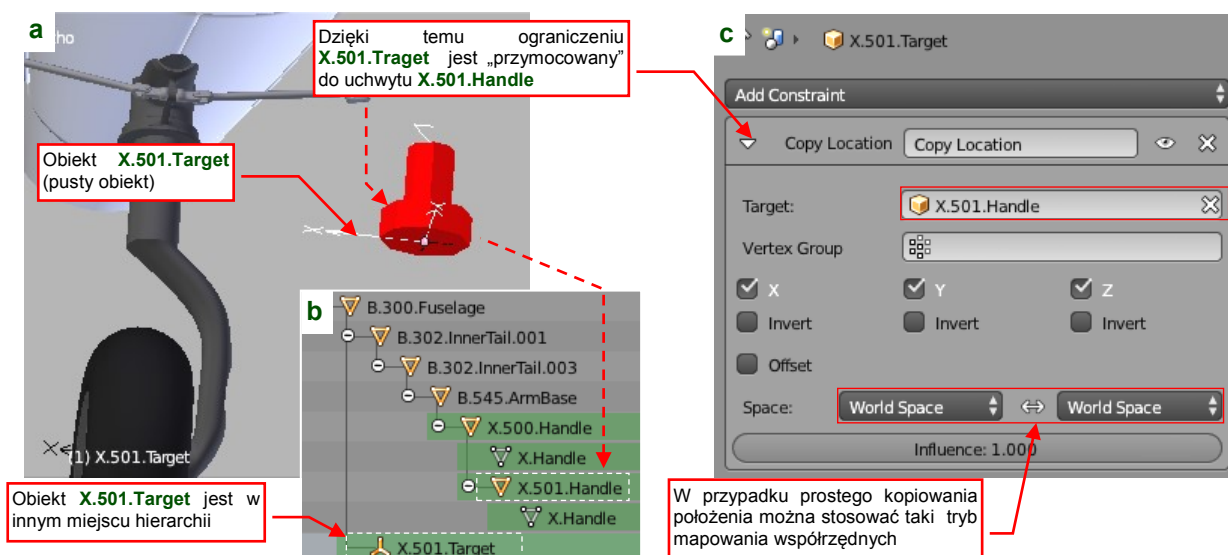 a
cho
Dzięki temu ograniczeniu
X.501.Traget jest „przymocowany”
do uchwytu X.501.Handle
Obiekt X.501.Target
(pusty obiekt)
(1) X.501.Target
Obiekt X.501.Target jest w
innym miejscu hierarchii
b
B.300.Fuselage
B.302.InnerTail.001
B.302.InnerTail.003
B.545.ArmBase
X.500.Handle
X.Handle
X.501.Handle
X.Handle
X.501.Target
c
X.501.Target
Add Constraint
Copy Location Copy Location
Target: X.501.Handle
Vertex Group
X Y Z
Invert Invert Invert
Offset
Space: World Space World Space
Influence: 1.000
W przypadku prostego kopiowania
położenia można stosować taki tryb
mapowania współrzędnych